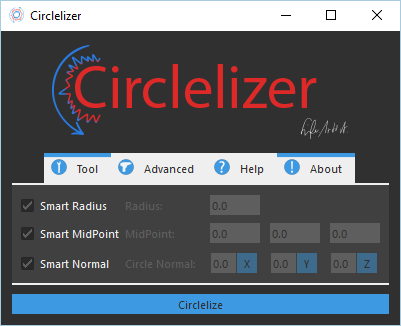 Circlelizer
Circlelizer
Tool Advanced Help About
Smart Radius Radius: 0.0
Smart MidPoint MidPoint: 0.0 0.0 0.0
Smart Normal Circle Normal: 0.0 X 0.0 Y 0.0 Z
Circlelize